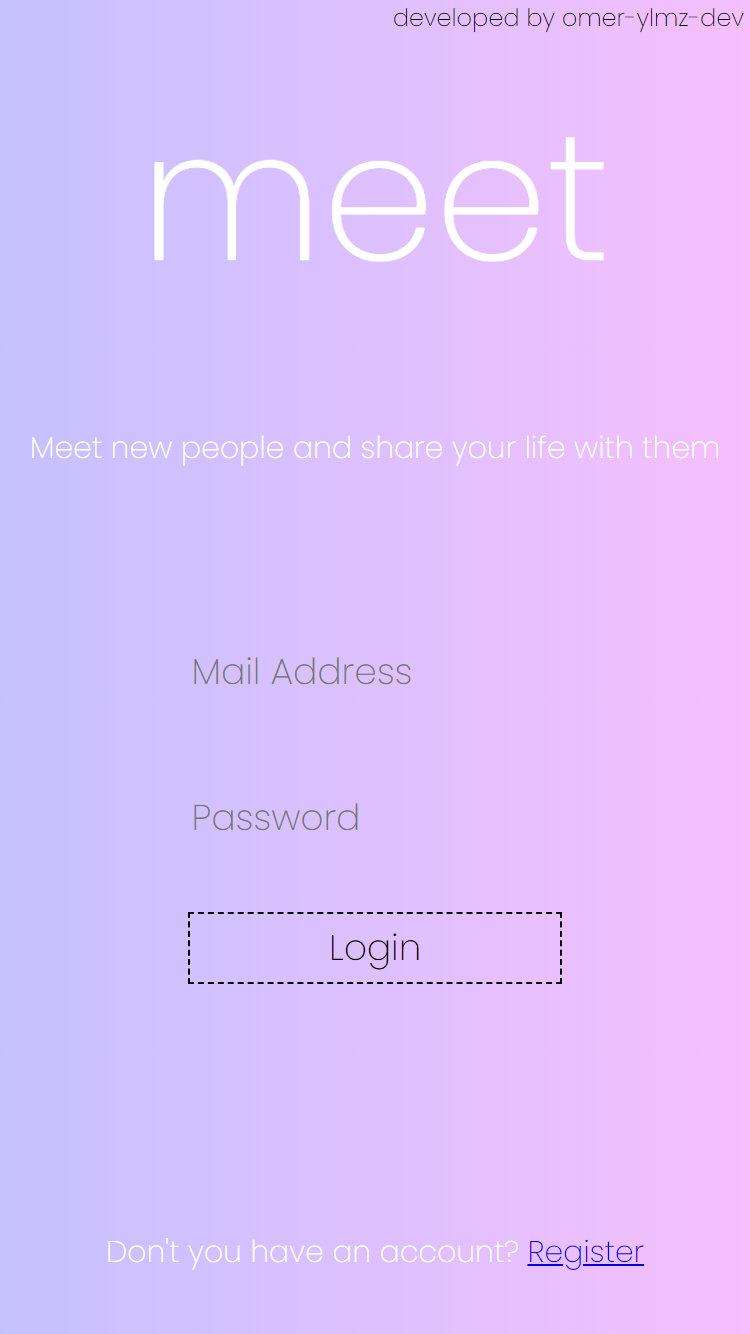 developed by omer-ylmz-dev
meet
Meet new people and share your life with them
Mail Address
Password
Login
Don't you have an account? Register